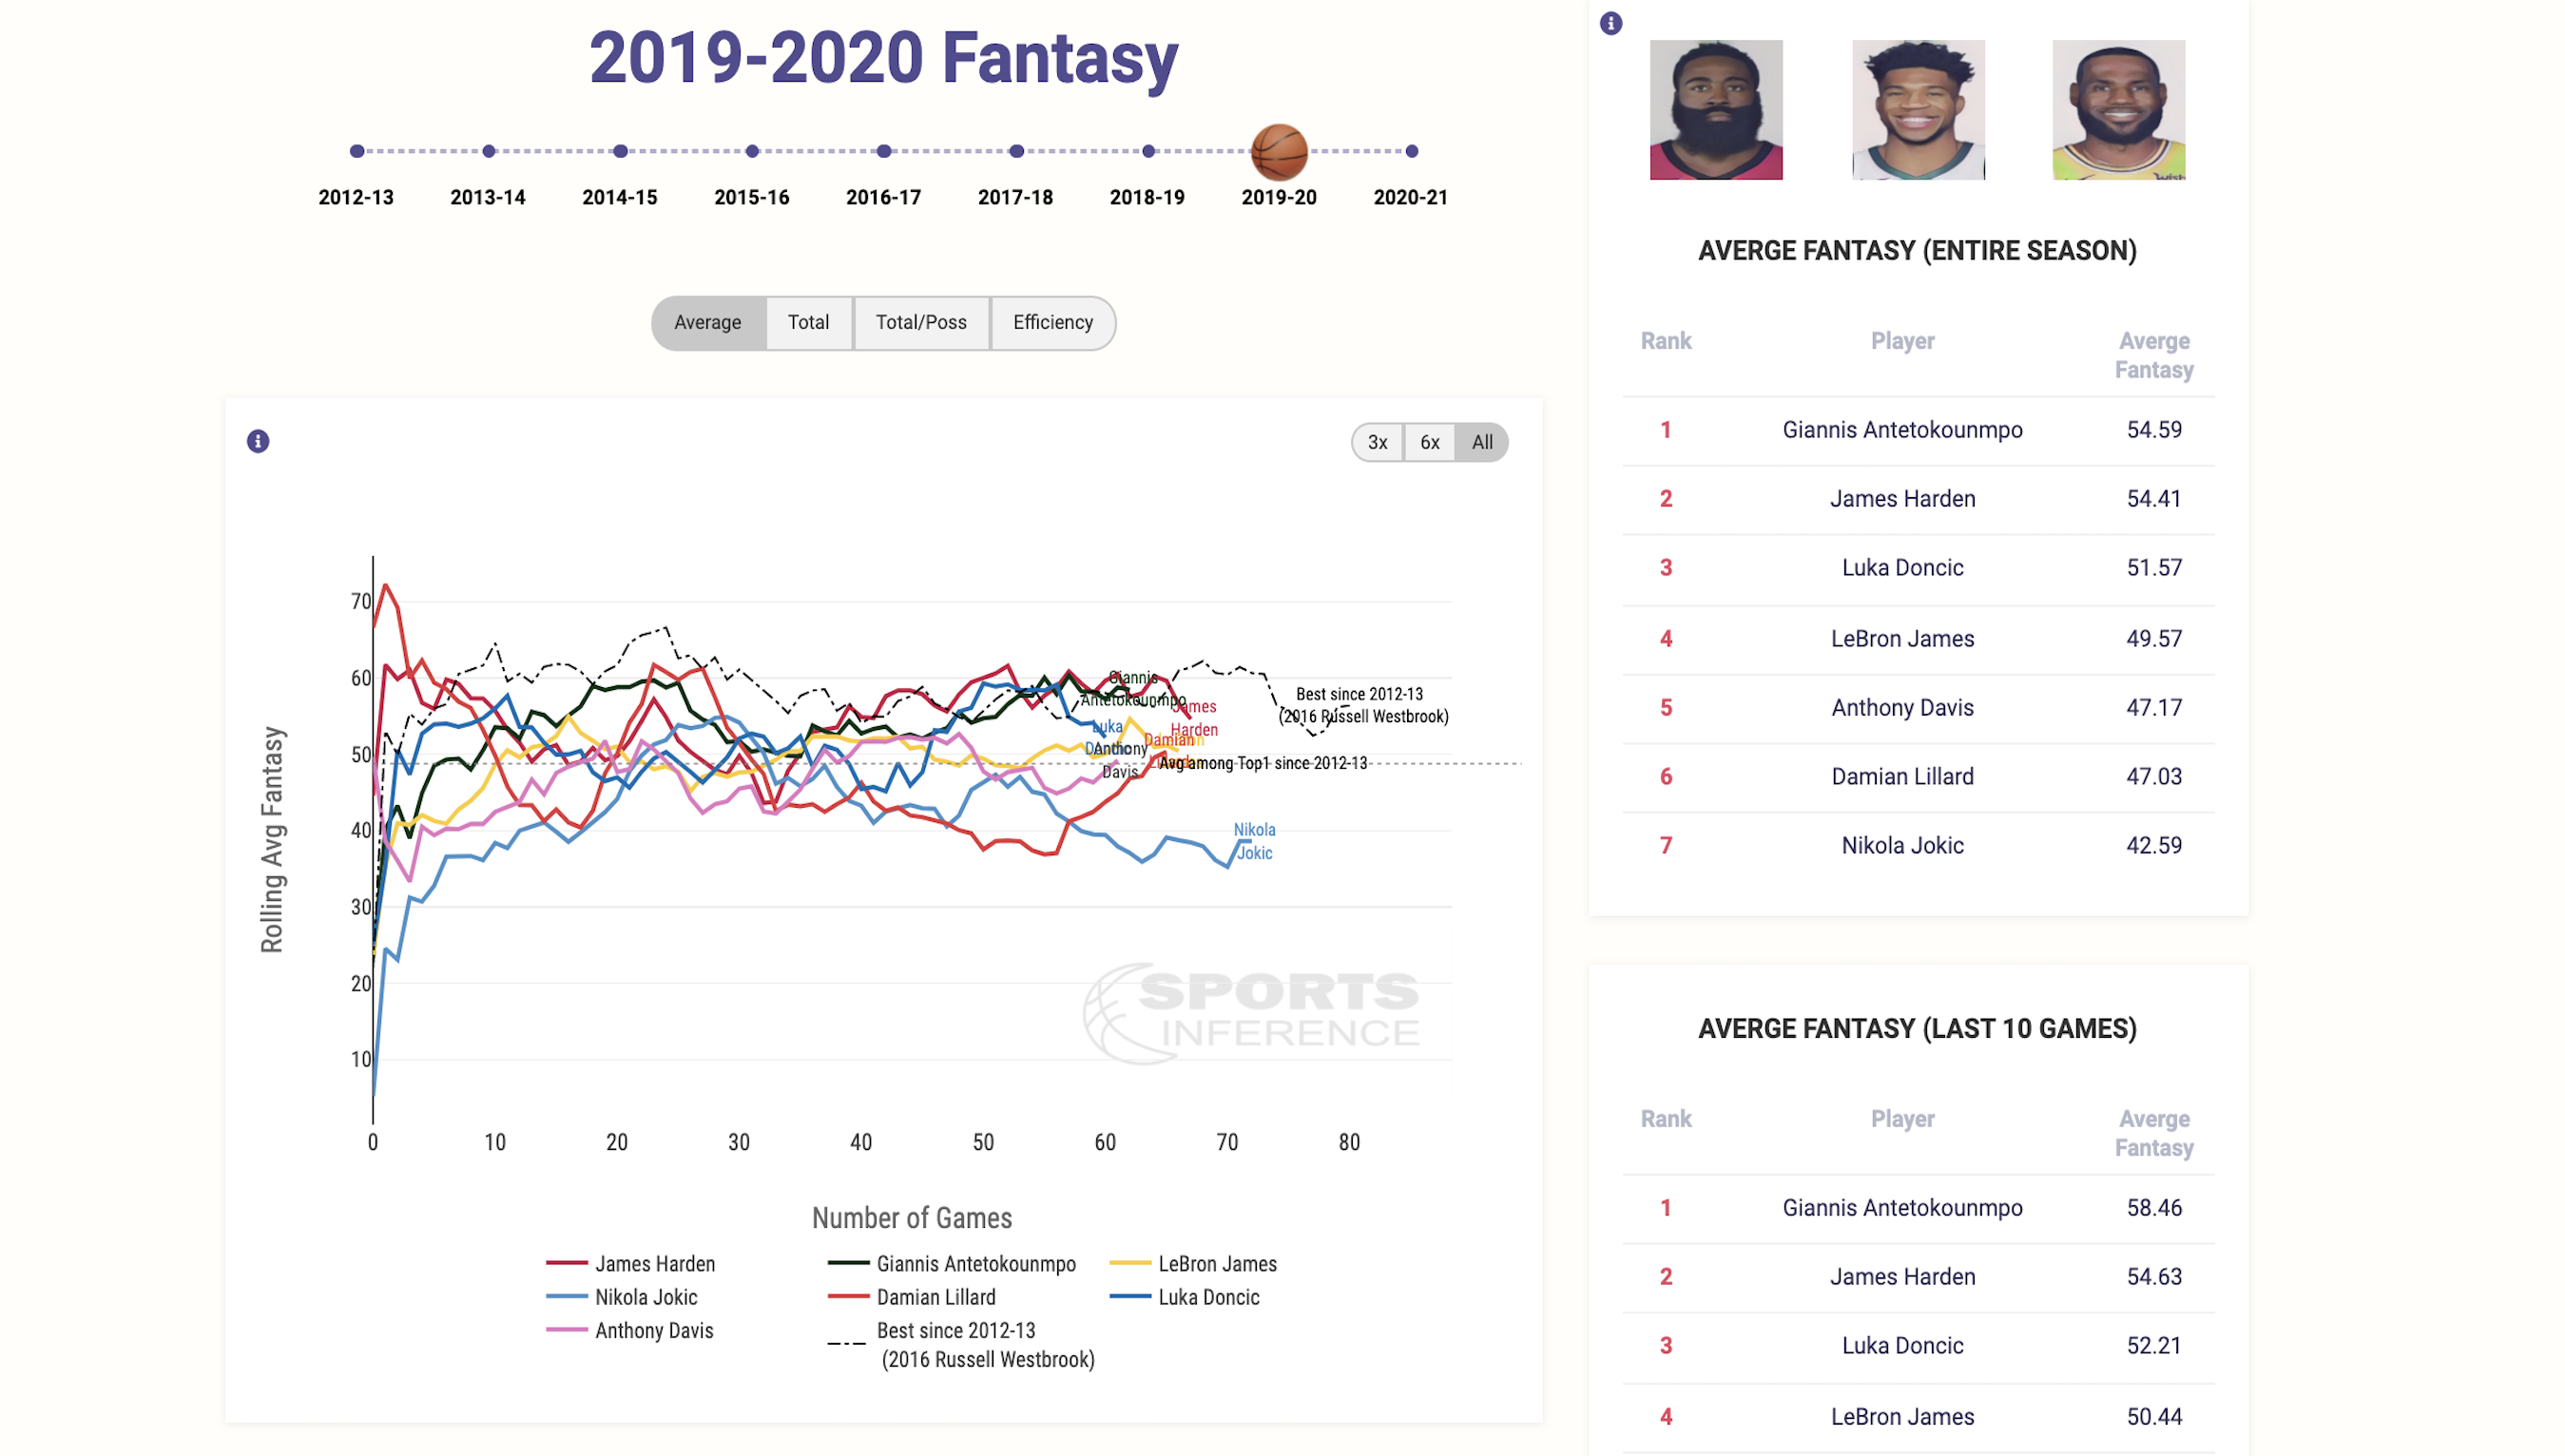 2019-2020 Fantasy
2012-13 2013-14 2014-15 2015-16 2016-17 2017-18 2018-19 2019-20 2020-21
Average Total Total/Poss Efficiency
3x 6x All
Rolling Avg Fantasy
70
60
50
40
30
20
10
Giannis
Antetokounmpo
James
Harden
Luka
Damian
Anthony
Davis
Avg among Top1 since 2012-13
Best since 2012-13
(2016 Russell Westbrook)
Nikola
Jokic
SPORTS
INFERENCE
0 10 20 30 40 50 60 70 80
Number of Games
James Harden Giannis Antetokounmpo LeBron James
Nikola Jokic Damian Lillard Luka Doncic
Anthony Davis Best since 2012-13
(2016 Russell Westbrook)
AVERGE FANTASY (ENTIRE SEASON)
Rank Player Averge
Fantasy
1 Giannis Antetokounmpo 54.59
2 James Harden 54.41
3 Luka Doncic 51.57
4 LeBron James 49.57
5 Anthony Davis 47.17
6 Damian Lillard 47.03
7 Nikola Jokic 42.59
AVERGE FANTASY (LAST 10 GAMES)
Rank Player Averge
Fantasy
1 Giannis Antetokounmpo 58.46
2 James Harden 54.63
3 Luka Doncic 52.21
4 LeBron James 50.44